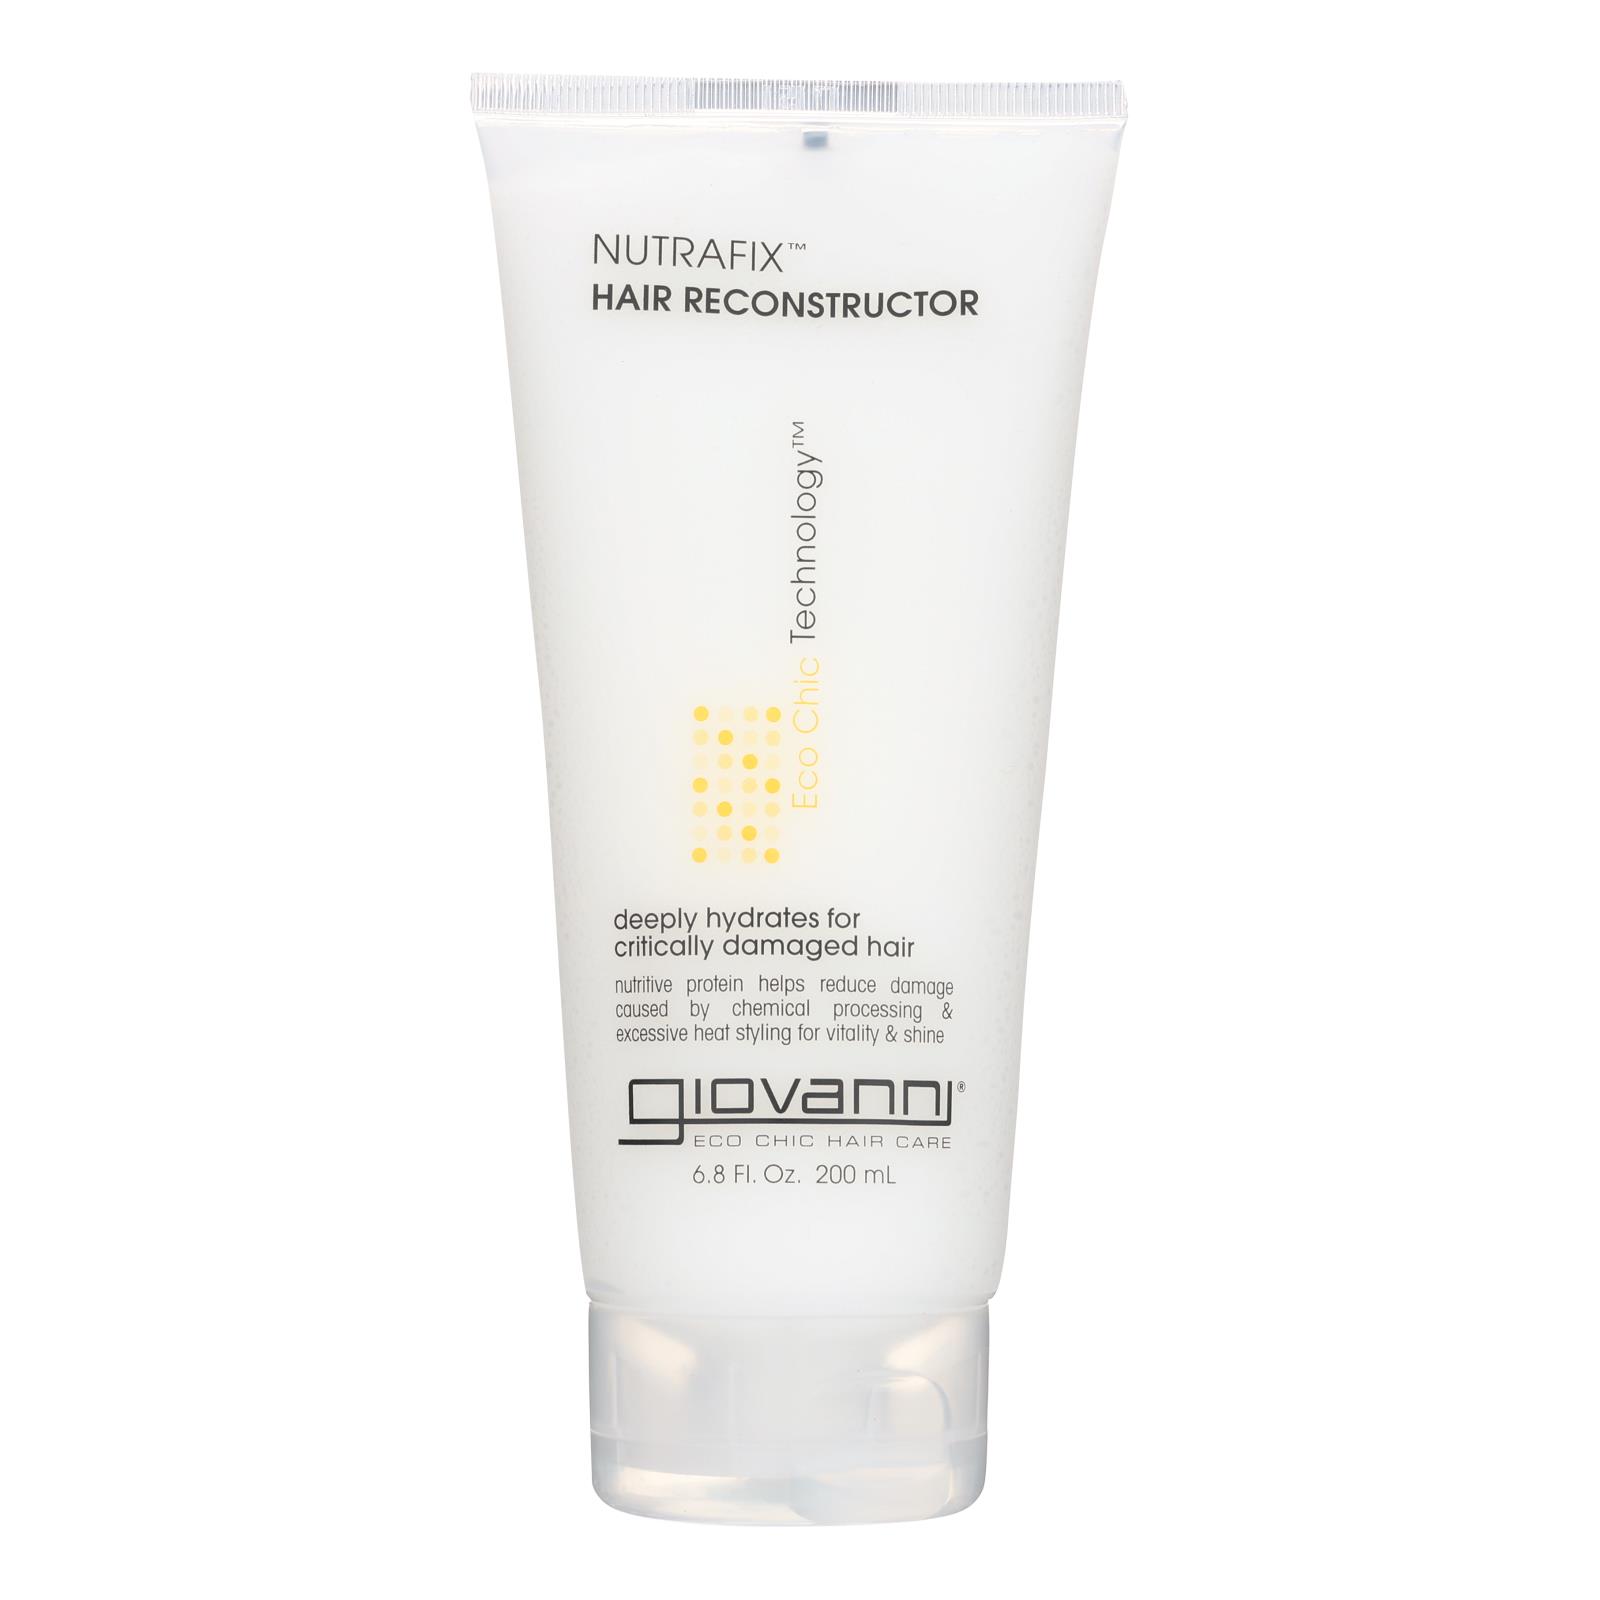 NUTRAFIX™
HAIR RECONSTRUCTOR
Eco Chic Technology™
deeply hydrates for
critically damaged hair
nutritive protein helps reduce damage
caused by chemical processing &
excessive heat styling for vitality & shine
giovanni®
ECO CHIC HAIR CARE
6.8 Fl. Oz. 200 mL